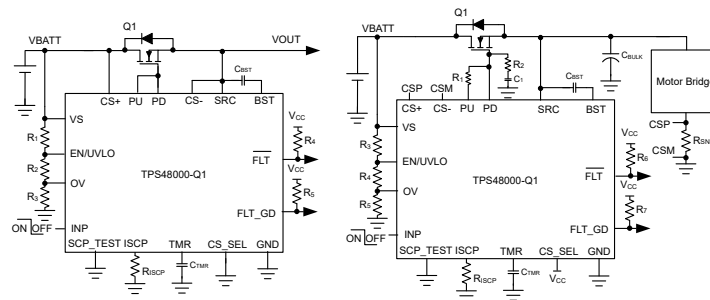 Q1
VBATT
VOUT
CBST
CS+
PU
PD
CS-
SRC
BST
VS
R1
EN/UVLO
R2
OV
R3
TPS48000-Q1
VCC
R4
FLT
VCC
R5
FLT_GD
ON OFF
INP
SCP_TEST
ISCP
TMR
CS_SEL
GND
RISCP
CTMR
Q1
VBATT
R2
R1
C1
CBST
CBULK
Motor Bridge
CSP
CSM
CS+
CS-
PU
PD
SRC
BST
CSP
CSM
RSN
VS
R3
EN/UVLO
R4
OV
R5
TPS48000-Q1
VCC
R6
FLT
VCC
R7
FLT_GD
ON OFF
INP
SCP_TEST
ISCP
TMR
CS_SEL
GND
RISCP
CTMR
VCC